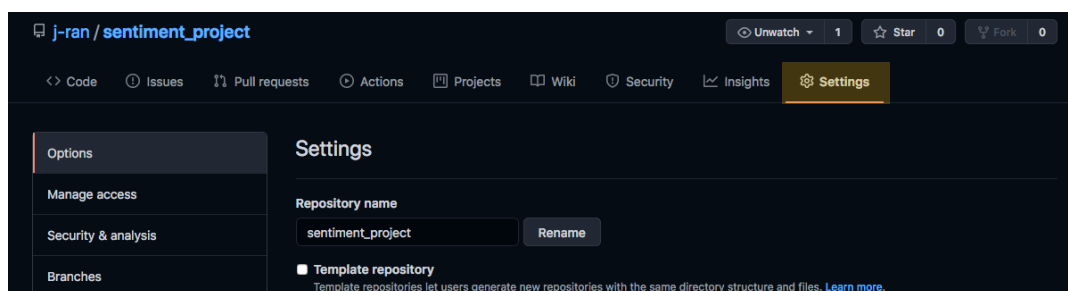 j-ran / sentiment_project
Unwatch 1 Star 0 Fork 0
<> Code Issues Pull requests Actions Projects Wiki Security Insights Settings
Options
Manage access
Security & analysis
Branches
Settings
Repository name
sentiment_project Rename
Template repository
Template repositories let users generate new repositories with the same directory structure and files. Learn more.